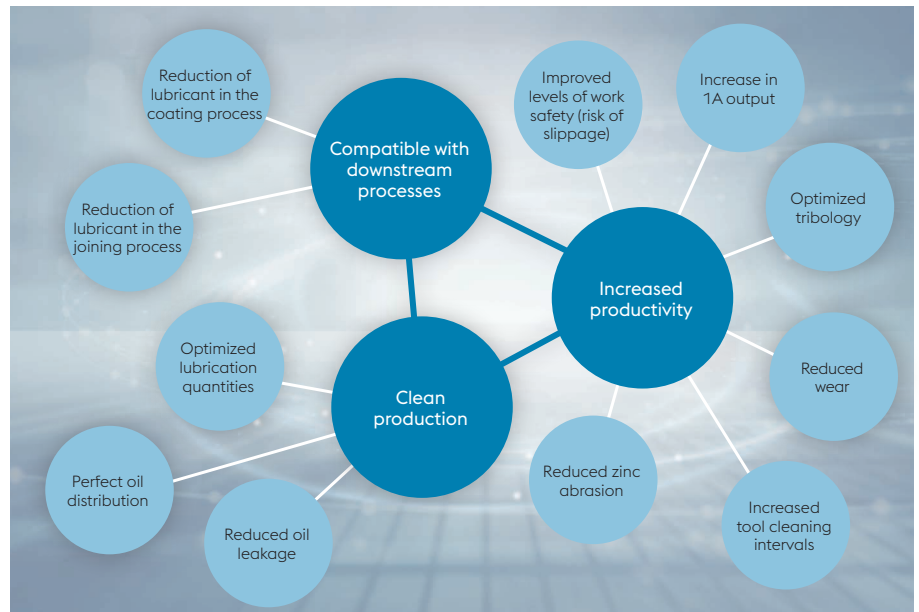 Reduction of
lubricant in the
coating process
Compatible with
downstream
processes
Improved
levels of work
safety (risk of
slippage)
Increase in
1A output
Reduction of
lubricant in the
joining process
Optimized
tribology
Increased
productivity
Optimized
lubrication
quantities
Clean
production
Reduced
wear
Perfect oil
distribution
Reduced oil
leakage
Reduced zinc
abrasion
Increased
tool cleaning
intervals